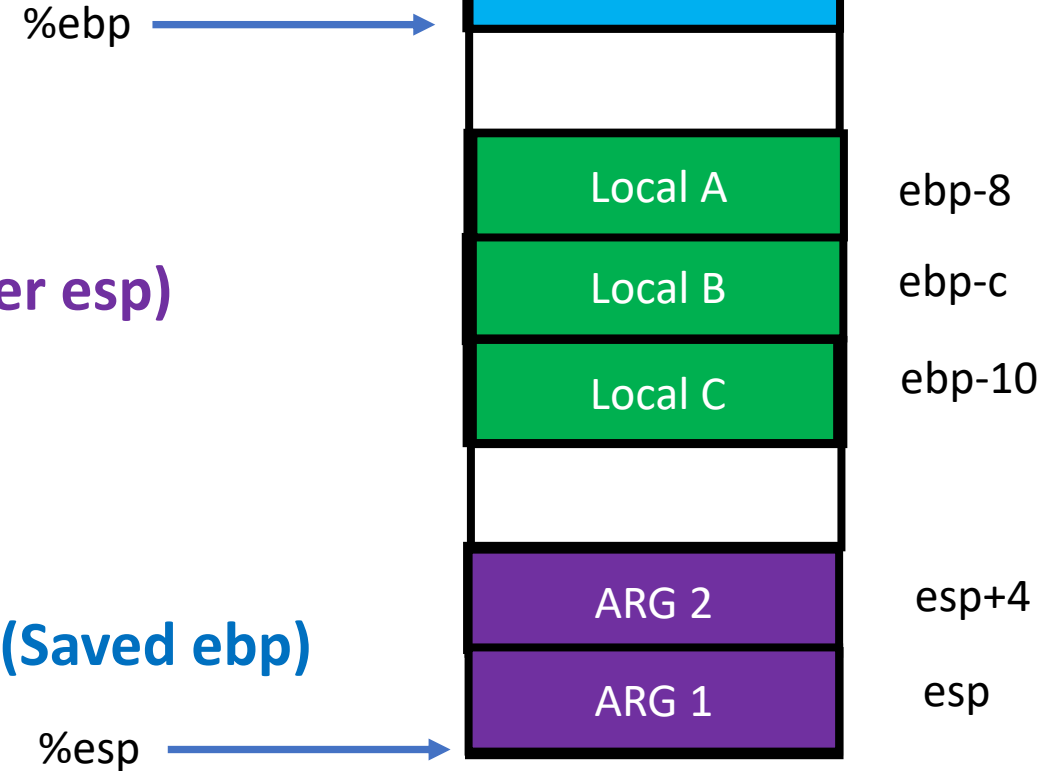 %ebp
Local A ebp-8
er esp) Local B ebp-c
Local C ebp-10
ARG 2 esp+4
(Saved ebp)
ARG 1 esp
%esp